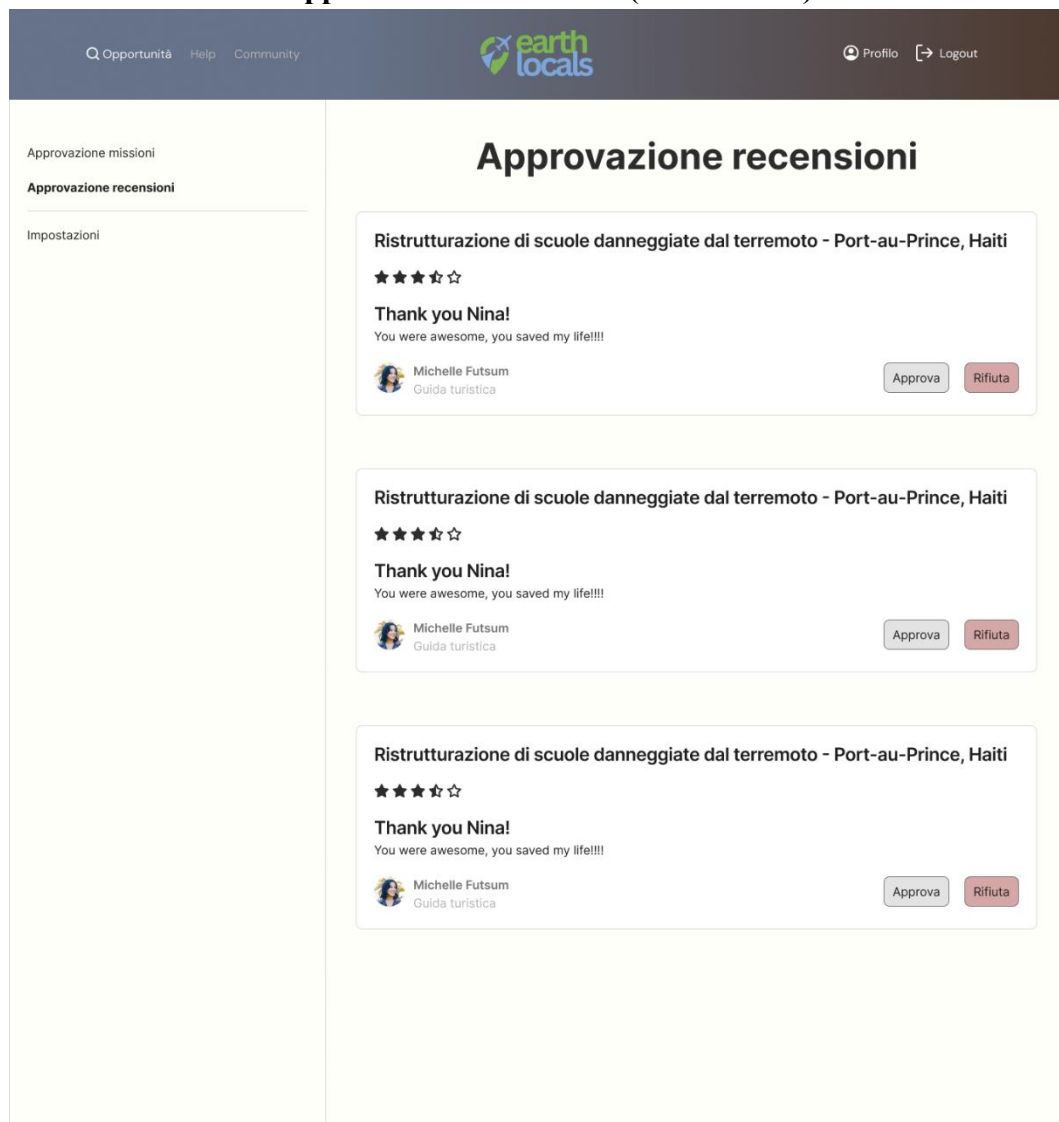 Opportunità Help Community
earth
locals
Profilo Logout
Approvazione missioni
Approvazione recensioni
Impostazioni
Approvazione recensioni
Ristrutturazione di scuole danneggiate dal terremoto - Port-au-Prince, Haiti
Thank you Nina!
You were awesome, you saved my life!!!!
Michelle Futsum
Guida turistica
Approva Rifiuta
Ristrutturazione di scuole danneggiate dal terremoto - Port-au-Prince, Haiti
Thank you Nina!
You were awesome, you saved my life!!!!
Michelle Futsum
Guida turistica
Approva Rifiuta
Ristrutturazione di scuole danneggiate dal terremoto - Port-au-Prince, Haiti
Thank you Nina!
You were awesome, you saved my life!!!!
Michelle Futsum
Guida turistica
Approva Rifiuta